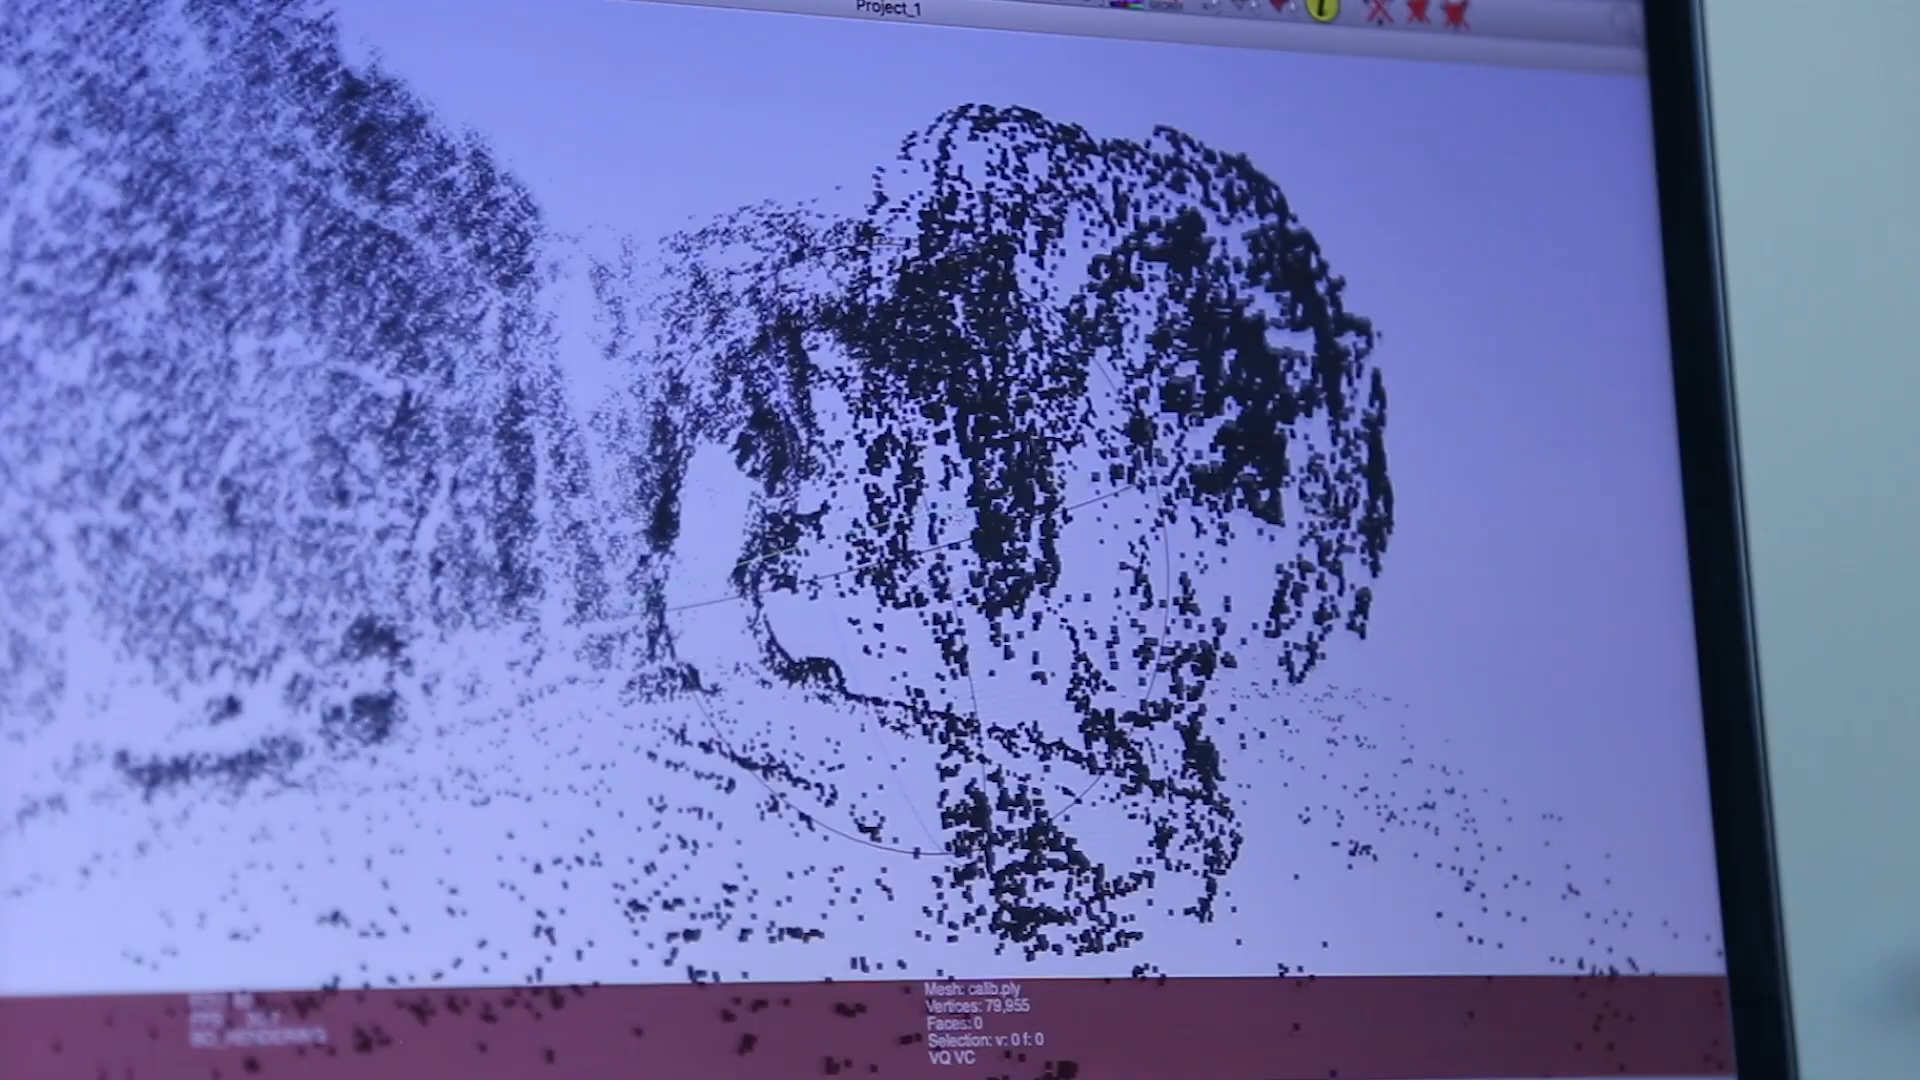 Project_1
Mesh: calib.ply
Vertices: 79,955
Faces: 0
Selection: v: 0 f: 0
VQ VC